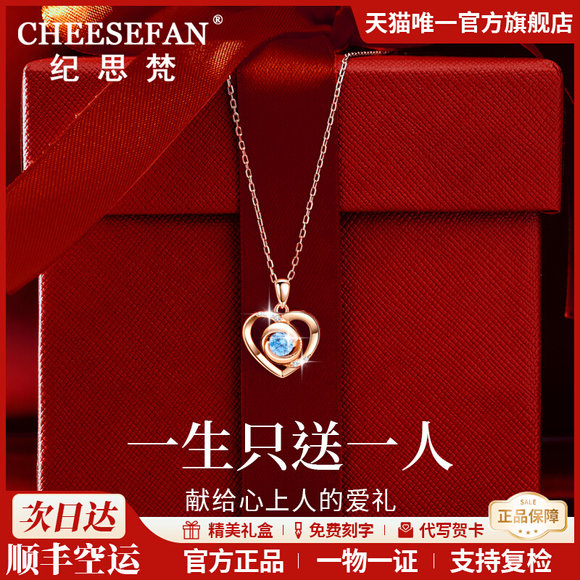 CHEESEFAN®
纪思梵
天猫唯一官方旗舰店
一生只送一人
献给心上人的爱礼
次日达
顺丰空运
精美礼盒
免费刻字
代写贺卡
官方正品
一物一证
支持复检
正品保障